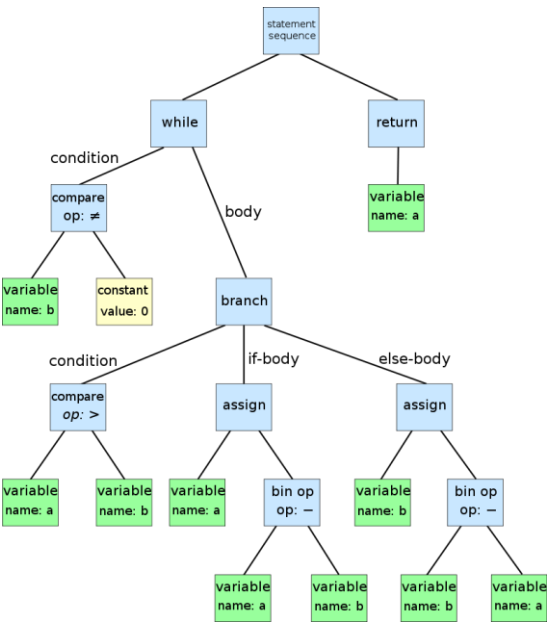 statement
sequence
while
return
condition
compare
op: ≠
body
variable
name: a
variable
name: b
constant
value: 0
branch
condition
if-body
else-body
compare
op: >
assign
assign
variable
name: a
variable
name: b
variable
name: a
bin op
op: −
variable
name: b
bin op
op: −
variable
name: a
variable
name: b
variable
name: b
variable
name: a